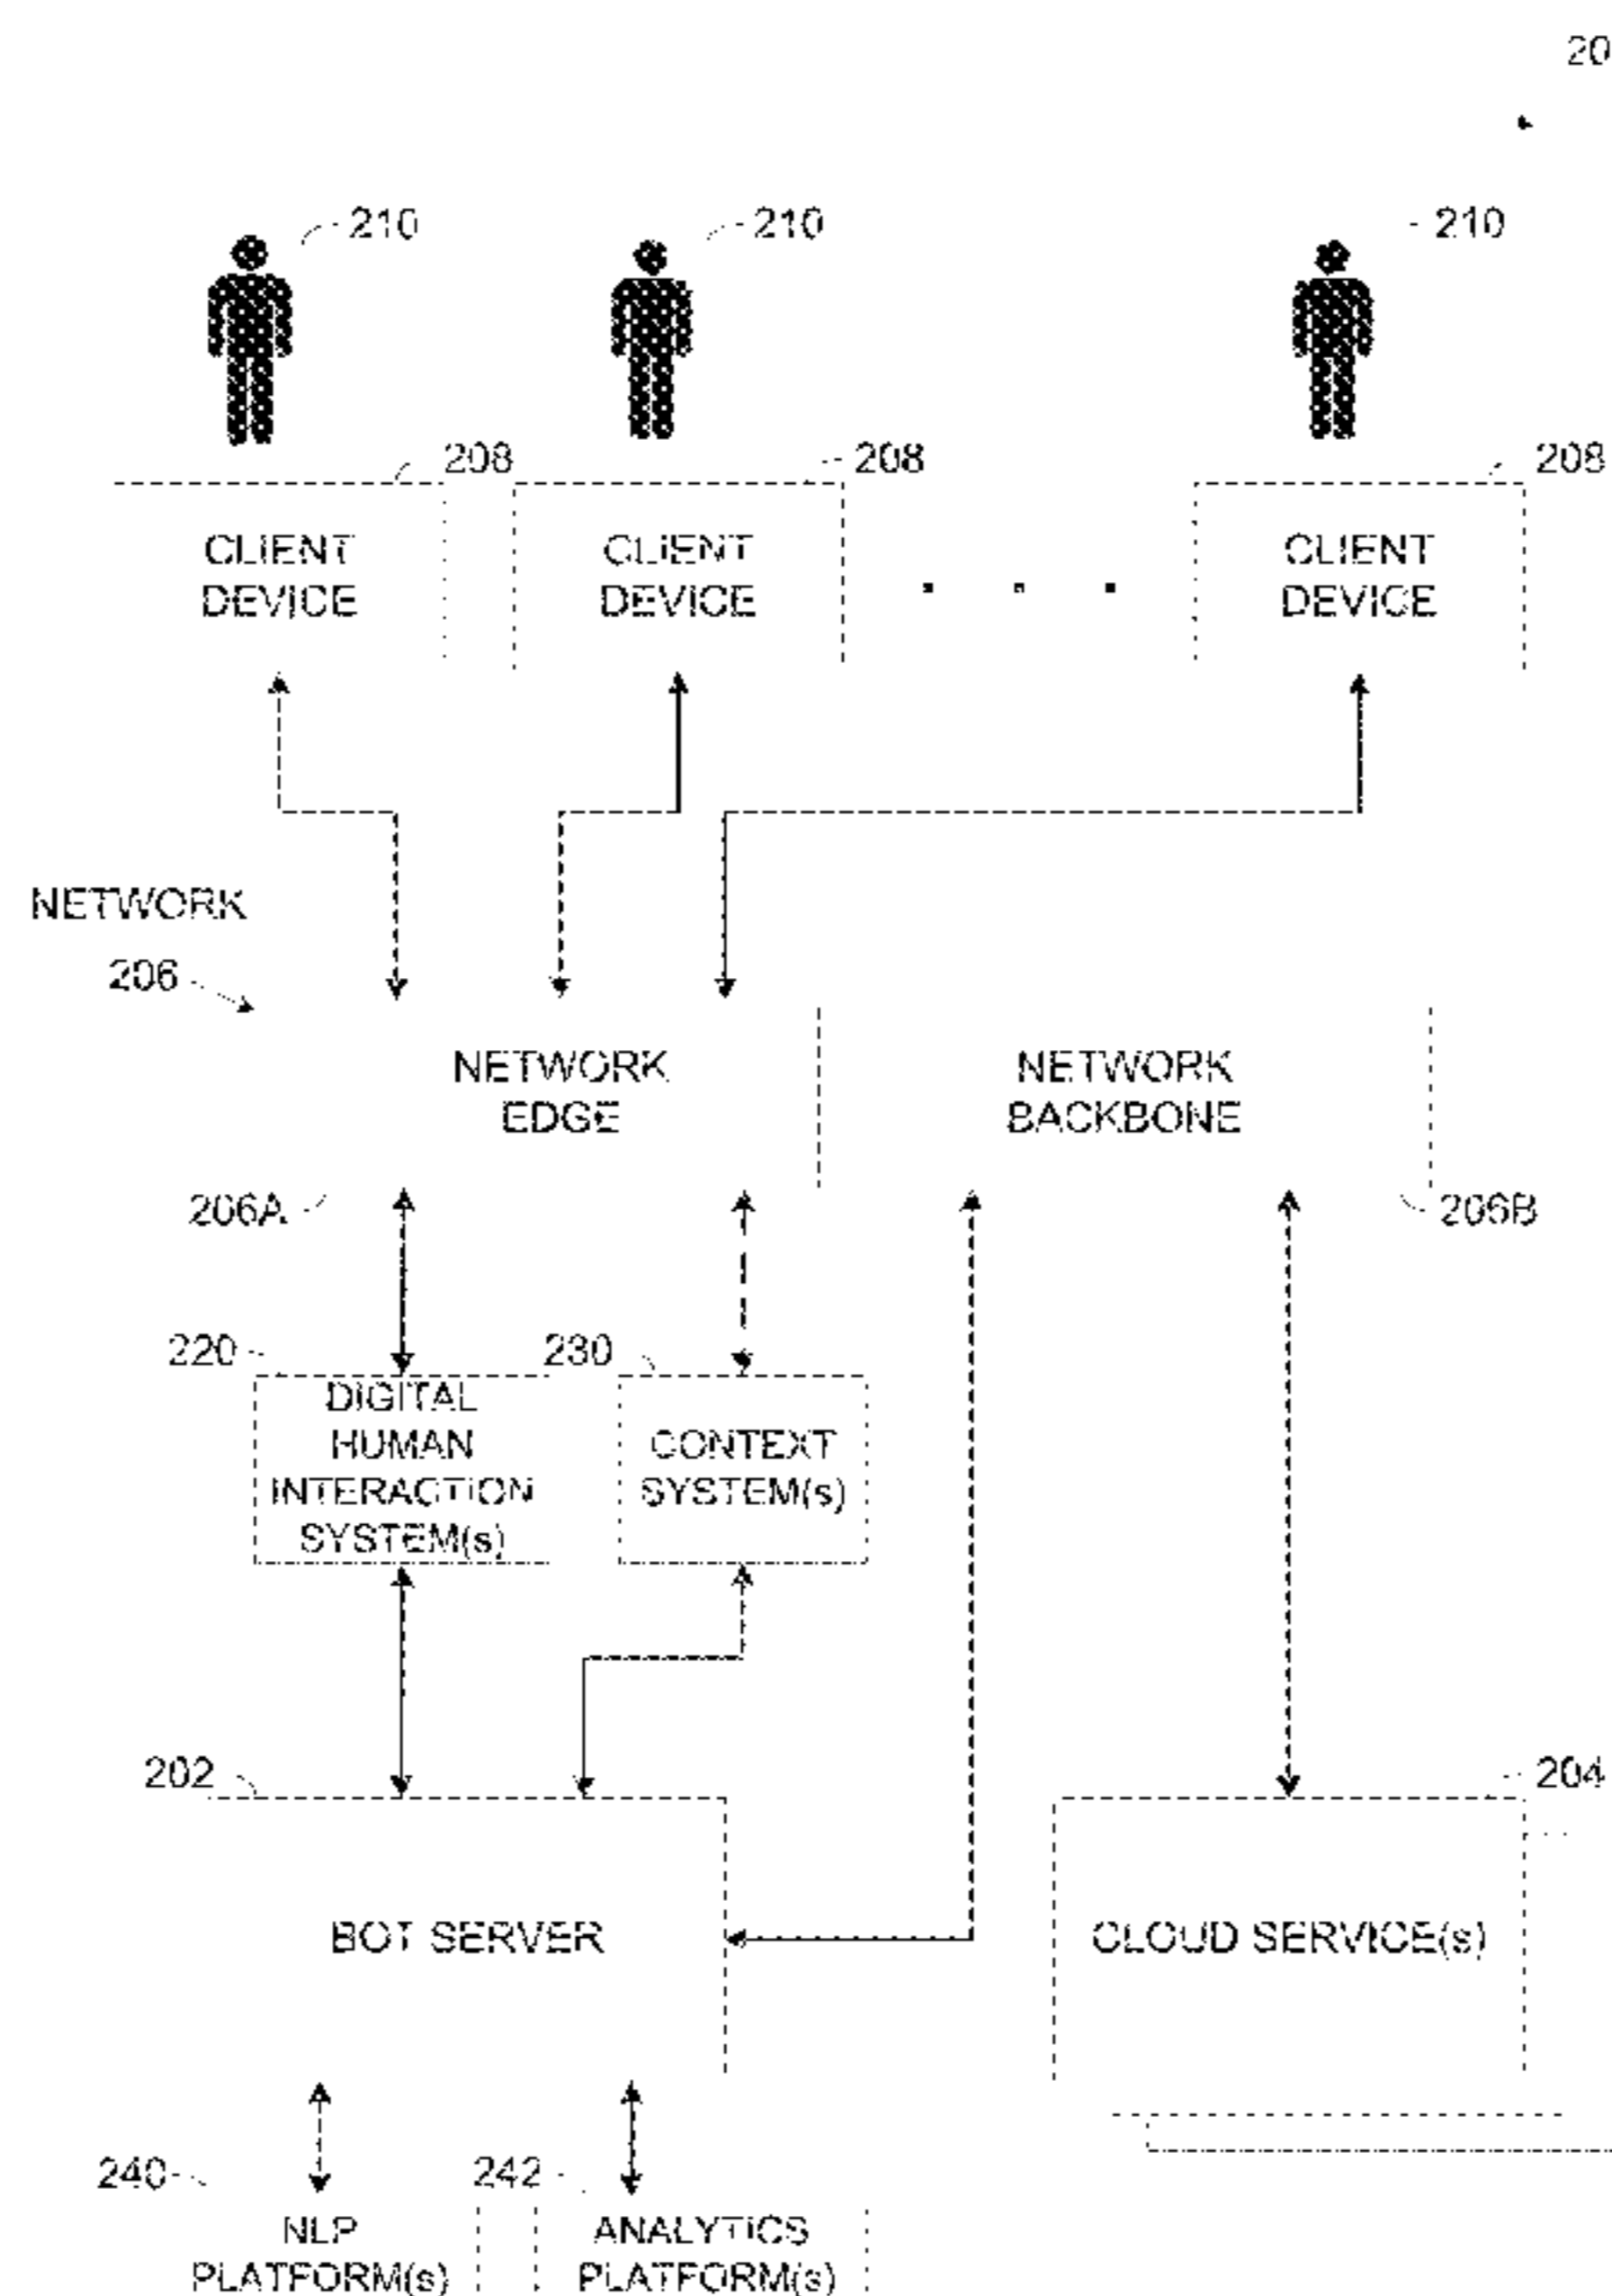 20
210 210 210
208 208 208
CLIENT CLIENT CLIENT
DEVICE DEVICE DEVICE
NETWORK
206
NETWORK NETWORK
EDGE BACKBONE
206A 206B
220 230
DIGITAL
HUMAN CONTEXT
INTERACTION SYSTEM(s)
SYSTEM(s)
202 204
BOT SERVER CLOUD SERVICE(s)
240 242
NLP ANALYTICS
PLATFORM(s) PLATFORM(s)